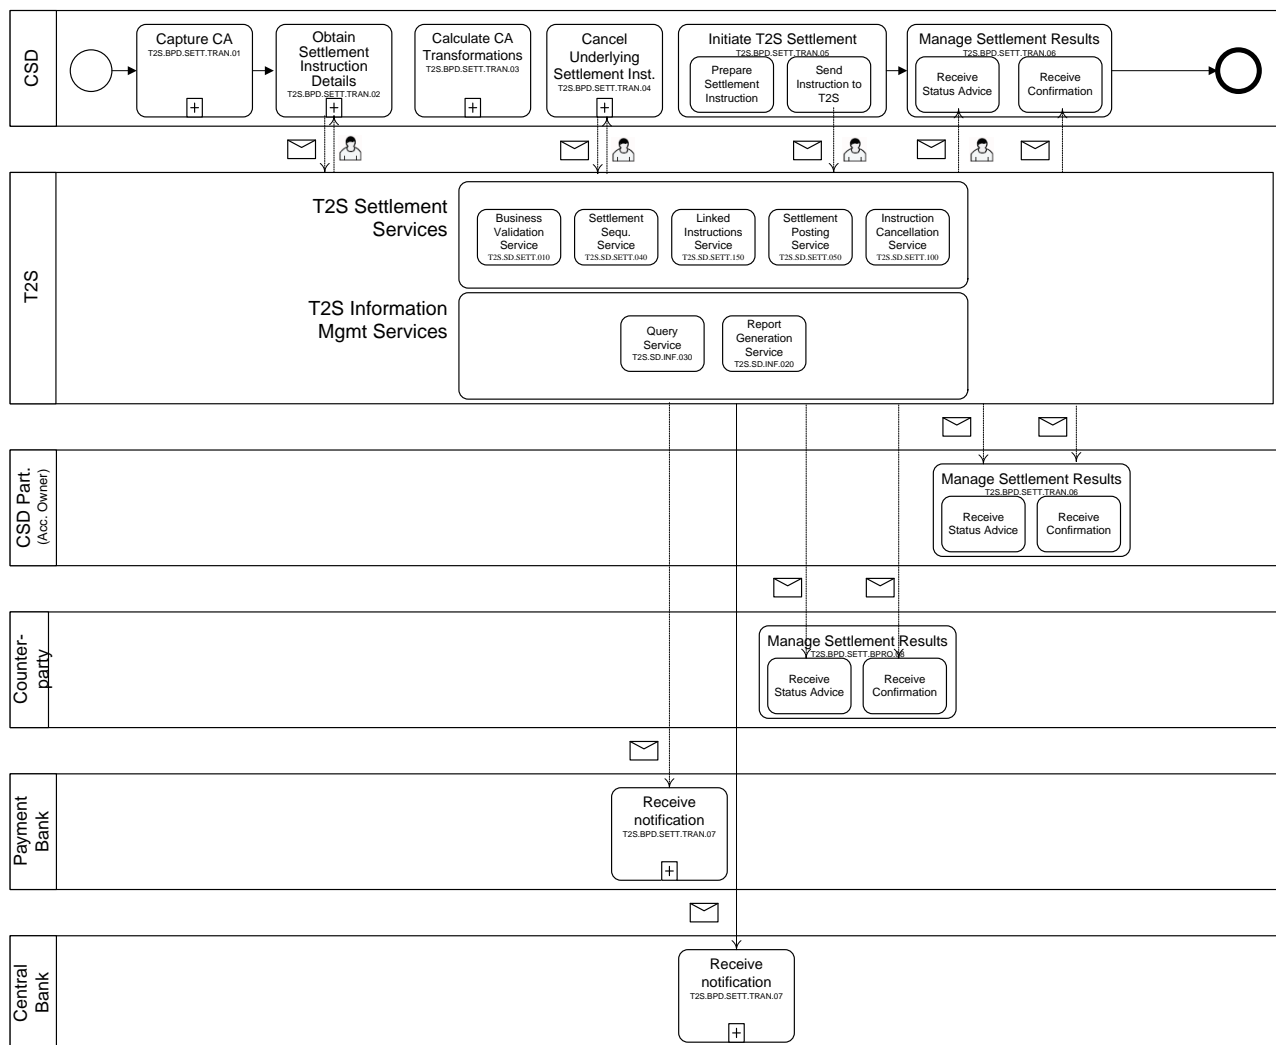 CSD
Capture CA
T2S.BPD.SETT.TRAN.01
Obtain
Settlement
Instruction
Details
T2S.BPD.SETT.TRAN.02
Calculate CA
Transformations
T2S.BPD.SETT.TRAN.03
Cancel
Underlying
Settlement Inst.
T2S.BPD.SETT.TRAN.04
Initiate T2S Settlement
T2S.BPD.SETT.TRAN.05
Prepare
Settlement
Instruction
Send
Instruction to
T2S
Manage Settlement Results
T2S.BPD.SETT.TRAN.06
Receive
Status Advice
Receive
Confirmation
T2S
T2S Settlement
Services
Business
Validation
Service
T2S.SD.SETT.010
Settlement
Sequ.
Service
T2S.SD.SETT.040
Linked
Instructions
Service
T2S.SD.SETT.150
Settlement
Posting
Service
T2S.SD.SETT.050
Instruction
Cancellation
Service
T2S.SD.SETT.100
T2S Information
Mgmt Services
Query
Service
T2S.SD.INF.030
Report
Generation
Service
T2S.SD.INF.020
CSD Part.
(Acc. Owner)
Manage Settlement Results
T2S.BPD.SETT.TRAN.06
Receive
Status Advice
Receive
Confirmation
Counter-
party
Manage Settlement Results
T2S.BPD.SETT.BPRO.08
Receive
Status Advice
Receive
Confirmation
Payment
Bank
Receive
notification
T2S.BPD.SETT.TRAN.07
Central
Bank
Receive
notification
T2S.BPD.SETT.TRAN.07